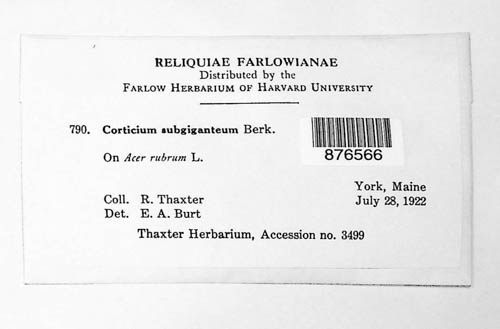 RELIQUIAE FARLOWIANAE
Distributed by the
FARLOW HERBARIUM OF HARVARD UNIVERSITY
790. Corticium subgiganteum Berk.
876566
On Acer rubrum L.
York, Maine
Coll. R. Thaxter July 28, 1922
Det. E. A. Burt
Thaxter Herbarium, Accession no. 3499